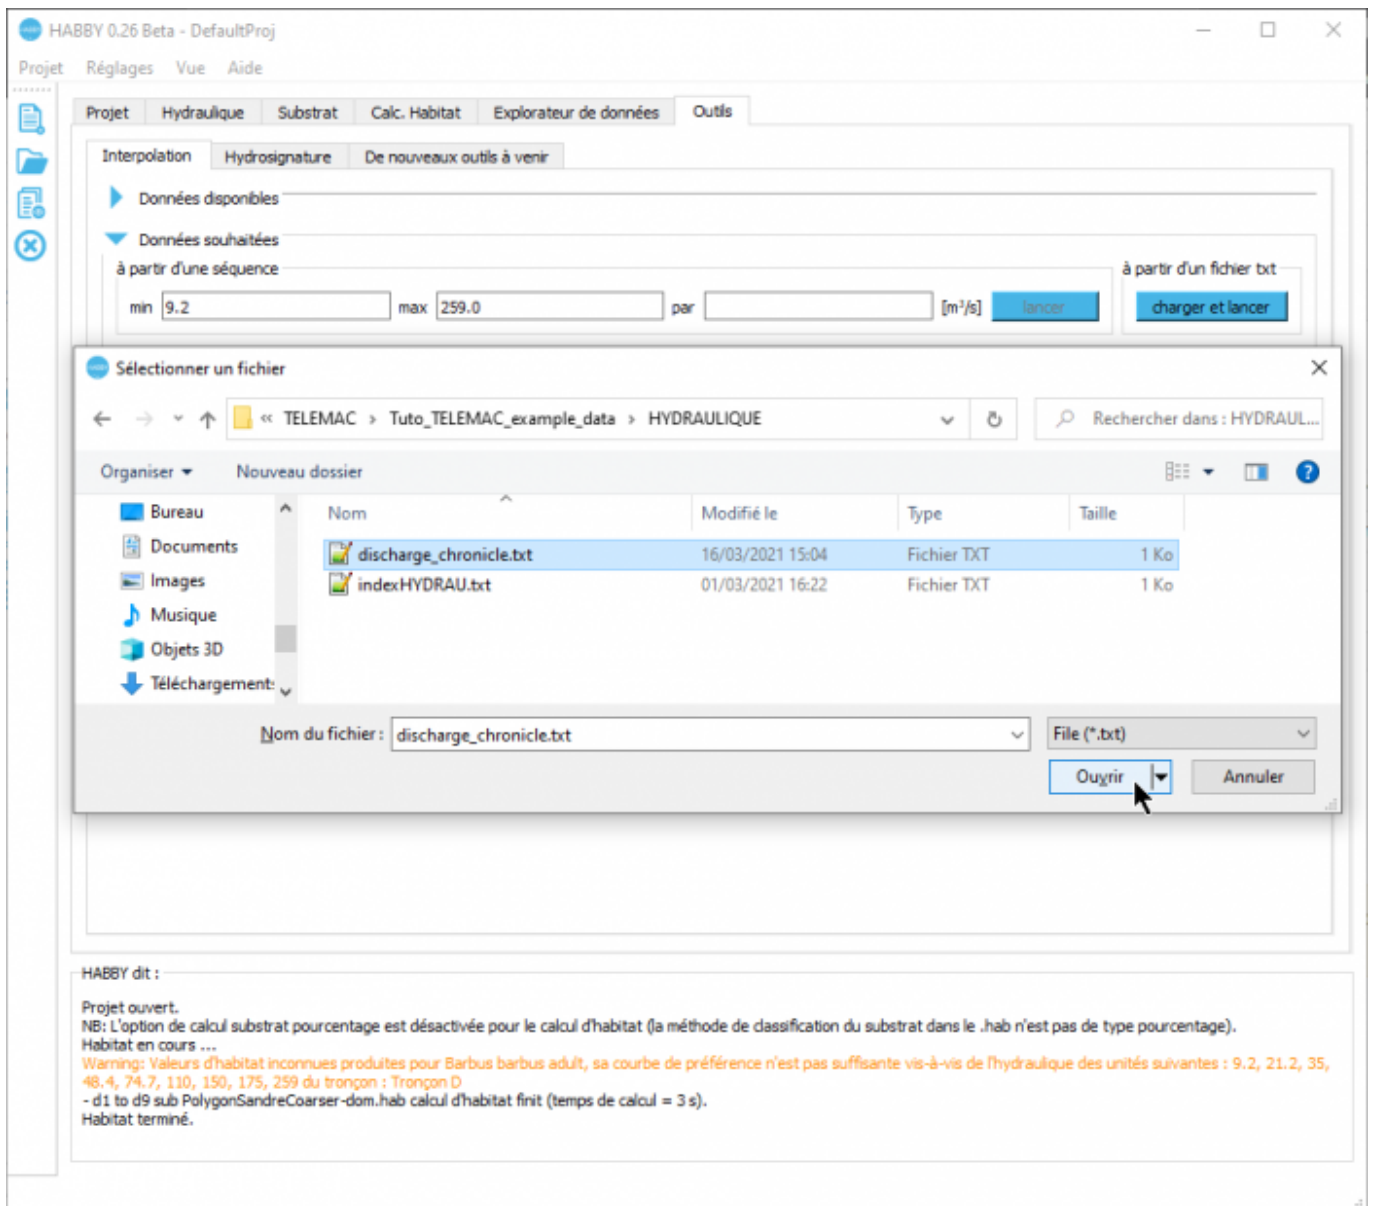 HABBY 0.26 Beta - DefaultProj
Projet Réglages Vue Aide
Projet Hydraulique Substrat Calc. Habitat Explorateur de données Outils
Interpolation Hydrosignature De nouveaux outils à venir
Données disponibles
Données souhaitées
à partir d'une séquence à partir d'un fichier txt
min 9.2 max 259.0 par [m³/s] lancer charger et lancer
Sélectionner un fichier
« TELEMAC › Tuto_TELEMAC_example_data › HYDRAULIQUE Rechercher dans : HYDRAUL...
Organiser Nouveau dossier
Bureau Nom Modifié le Type Taille
Documents discharge_chronicle.txt 16/03/2021 15:04 Fichier TXT 1 Ko
Images indexHYDRAU.txt 01/03/2021 16:22 Fichier TXT 1 Ko
Musique
Objets 3D
Téléchargement
Nom du fichier : discharge_chronicle.txt File (*.txt)
Ouvrir Annuler
HABBY dit :
Projet ouvert.
NB: L'option de calcul substrat pourcentage est désactivée pour le calcul d'habitat (la méthode de classification du substrat dans le .hab n'est pas de type pourcentage).
Habitat en cours ...
Warning: Valeurs d'habitat inconnues produites pour Barbus barbus adult, sa courbe de préférence n'est pas suffisante vis-à-vis de l'hydraulique des unités suivantes : 9.2, 21.2, 35,
48.4, 74.7, 110, 150, 175, 259 du tronçon : Tronçon D
- d1 to d9 sub PolygonSandreCoarser-dom.hab calcul d'habitat finit (temps de calcul = 3 s).
Habitat terminé.